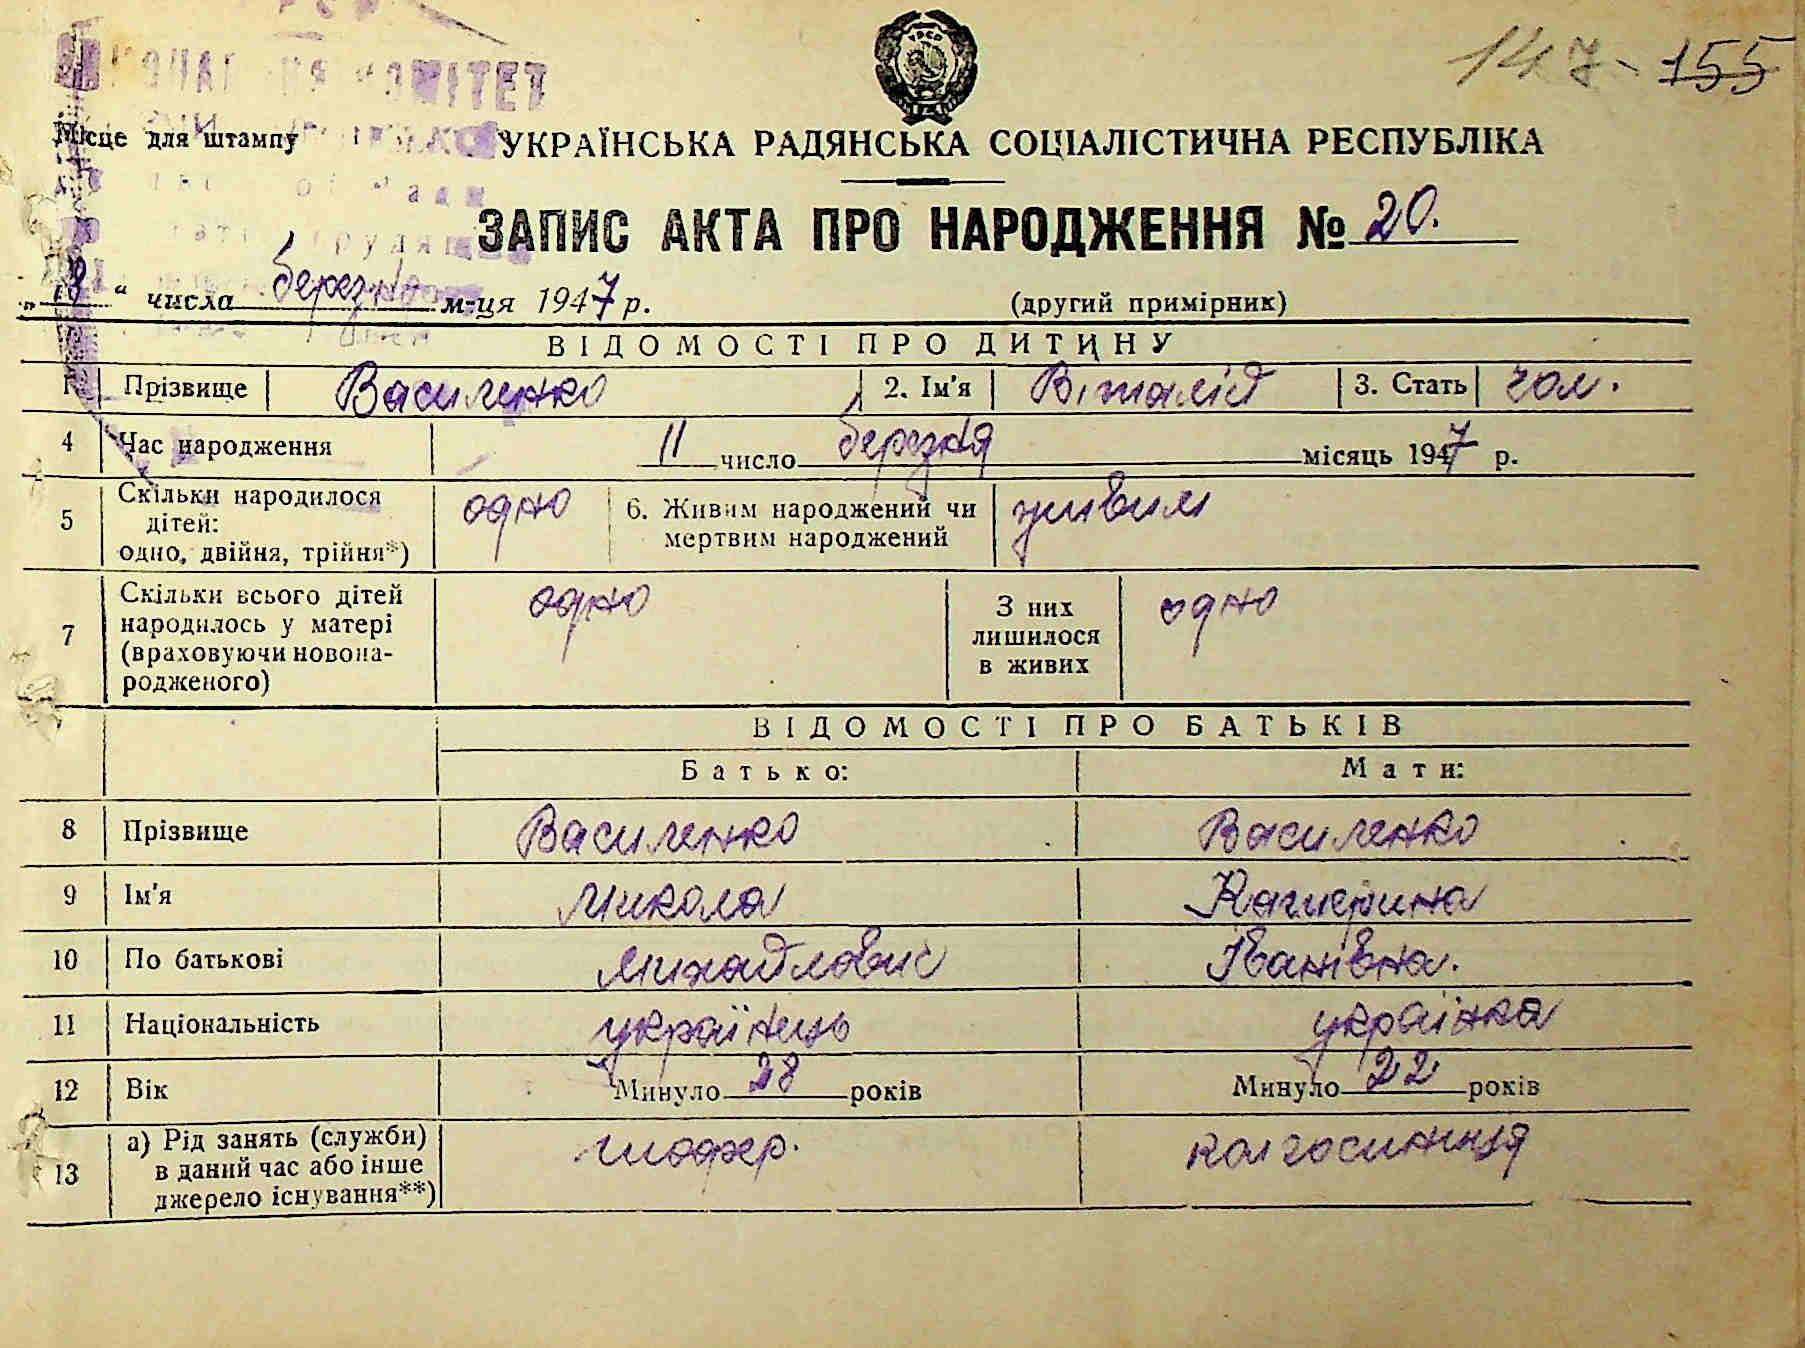 147- 155
КОМІТЕТ
УРСР
Місце для штампу
УКРАЇНСЬКА РАДЯНСЬКА СОЦІАЛІСТИЧНА РЕСПУБЛІКА
ЗАПИС АКТА ПРО НАРОДЖЕННЯ № 20.
„18“ числа березня м-ця 1947 р. (другий примірник)
ВІДОМОСТІ ПРО ДИТИНУ
1 Прізвище Василенко 2. Ім'я Віталій 3. Стать чол.
4 Час народження 11 число березня місяць 1947 р.
5 Скільки народилося дітей: одно, двійня, трійня*) одно 6. Живим народжений чи мертвим народжений живим
7 Скільки всього дітей народилось у матері (враховуючи новонародженого) одно З них лишилося в живих одно
ВІДОМОСТІ ПРО БАТЬКІВ
Батько: Мати:
8 Прізвище Василенко Василенко
9 Ім'я Микола Катерина
10 По батькові Михайлович Іванівна.
11 Національність українець українка
12 Вік Минуло 28 років Минуло 22 років
13 а) Рід занять (служби) в даний час або інше джерело існування**) шофер. колгоспниця